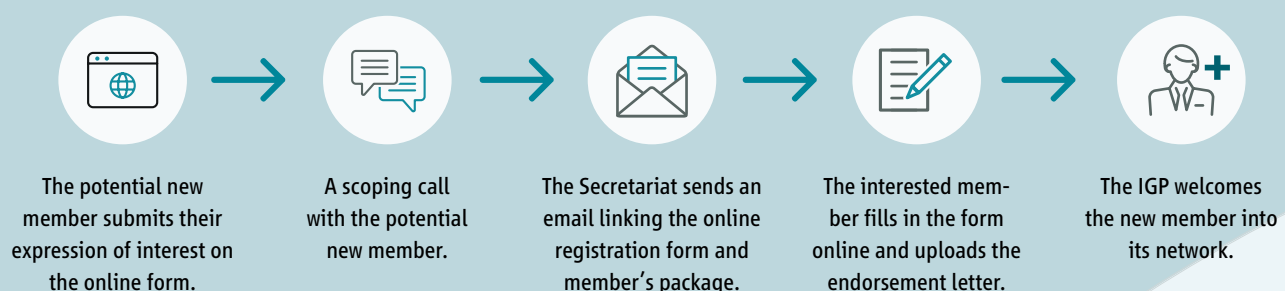 The potential new
member submits their
expression of interest on
the online form.
A scoping call
with the potential
new member.
The Secretariat sends an
email linking the online
registration form and
member’s package.
The interested mem-
ber fills in the form
online and uploads the
endorsement letter.
The IGP welcomes
the new member into
its network.